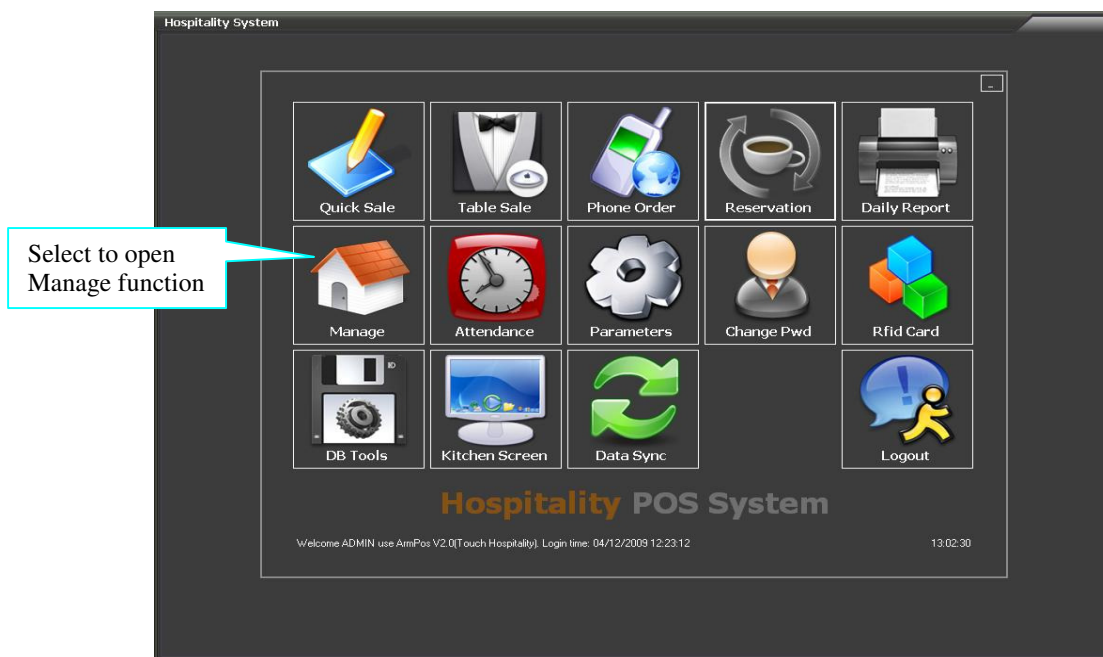 Hospitality System
Quick Sale
Table Sale
Phone Order
Reservation
Daily Report
Select to open
Manage function
Manage
Attendance
Parameters
Change Pwd
Rfid Card
DB Tools
Kitchen Screen
Data Sync
Logout
Hospitality POS System
Welcome ADMIN use ArmPos V2.0(Touch Hospitality). Login time: 04/12/2009 12:23:12
13:02:30